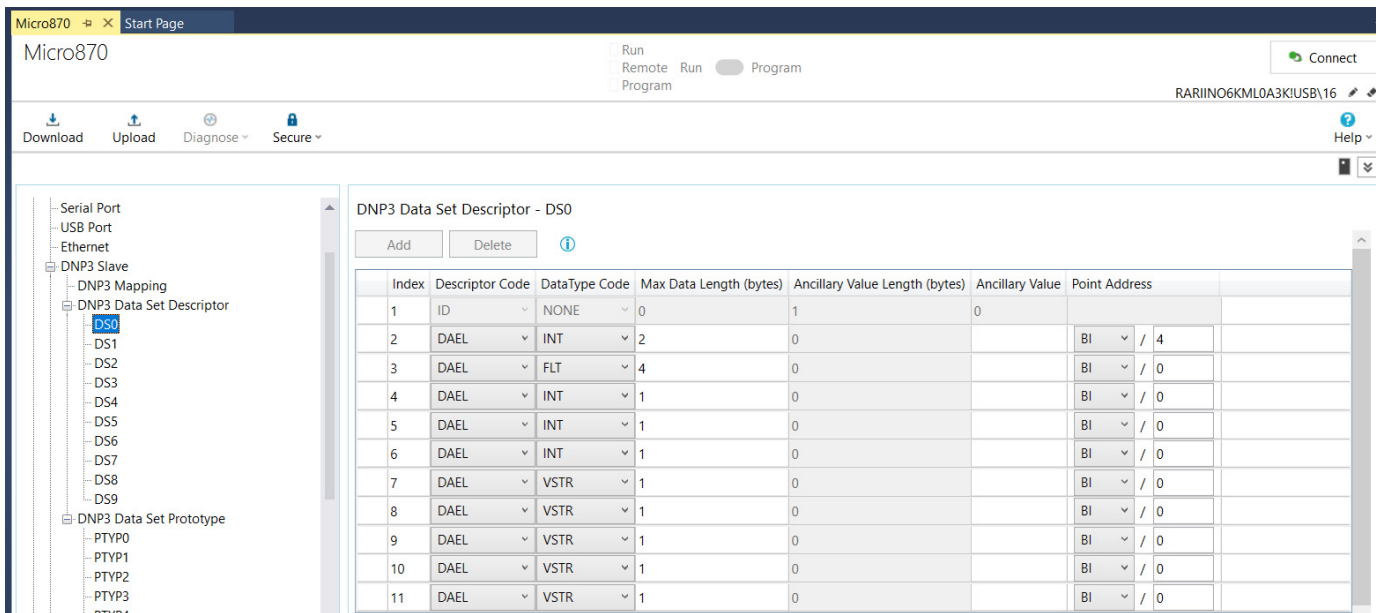 Micro870 Start Page
Micro870
Run
Remote Run Program
Program
Connect
RARIINO6KML0A3K!USB\16
Download Upload Diagnose Secure
Help
Serial Port
USB Port
Ethernet
DNP3 Slave
DNP3 Mapping
DNP3 Data Set Descriptor
DS0
DS1
DS2
DS3
DS4
DS5
DS6
DS7
DS8
DS9
DNP3 Data Set Prototype
PTYP0
PTYP1
PTYP2
PTYP3
DNP3 Data Set Descriptor - DS0
Add Delete
Index Descriptor Code DataType Code Max Data Length (bytes) Ancillary Value Length (bytes) Ancillary Value Point Address
1 ID NONE 0 1 0
2 DAEL INT 2 0 BI / 4
3 DAEL FLT 4 0 BI / 0
4 DAEL INT 1 0 BI / 0
5 DAEL INT 1 0 BI / 0
6 DAEL INT 1 0 BI / 0
7 DAEL VSTR 1 0 BI / 0
8 DAEL VSTR 1 0 BI / 0
9 DAEL VSTR 1 0 BI / 0
10 DAEL VSTR 1 0 BI / 0
11 DAEL VSTR 1 0 BI / 0